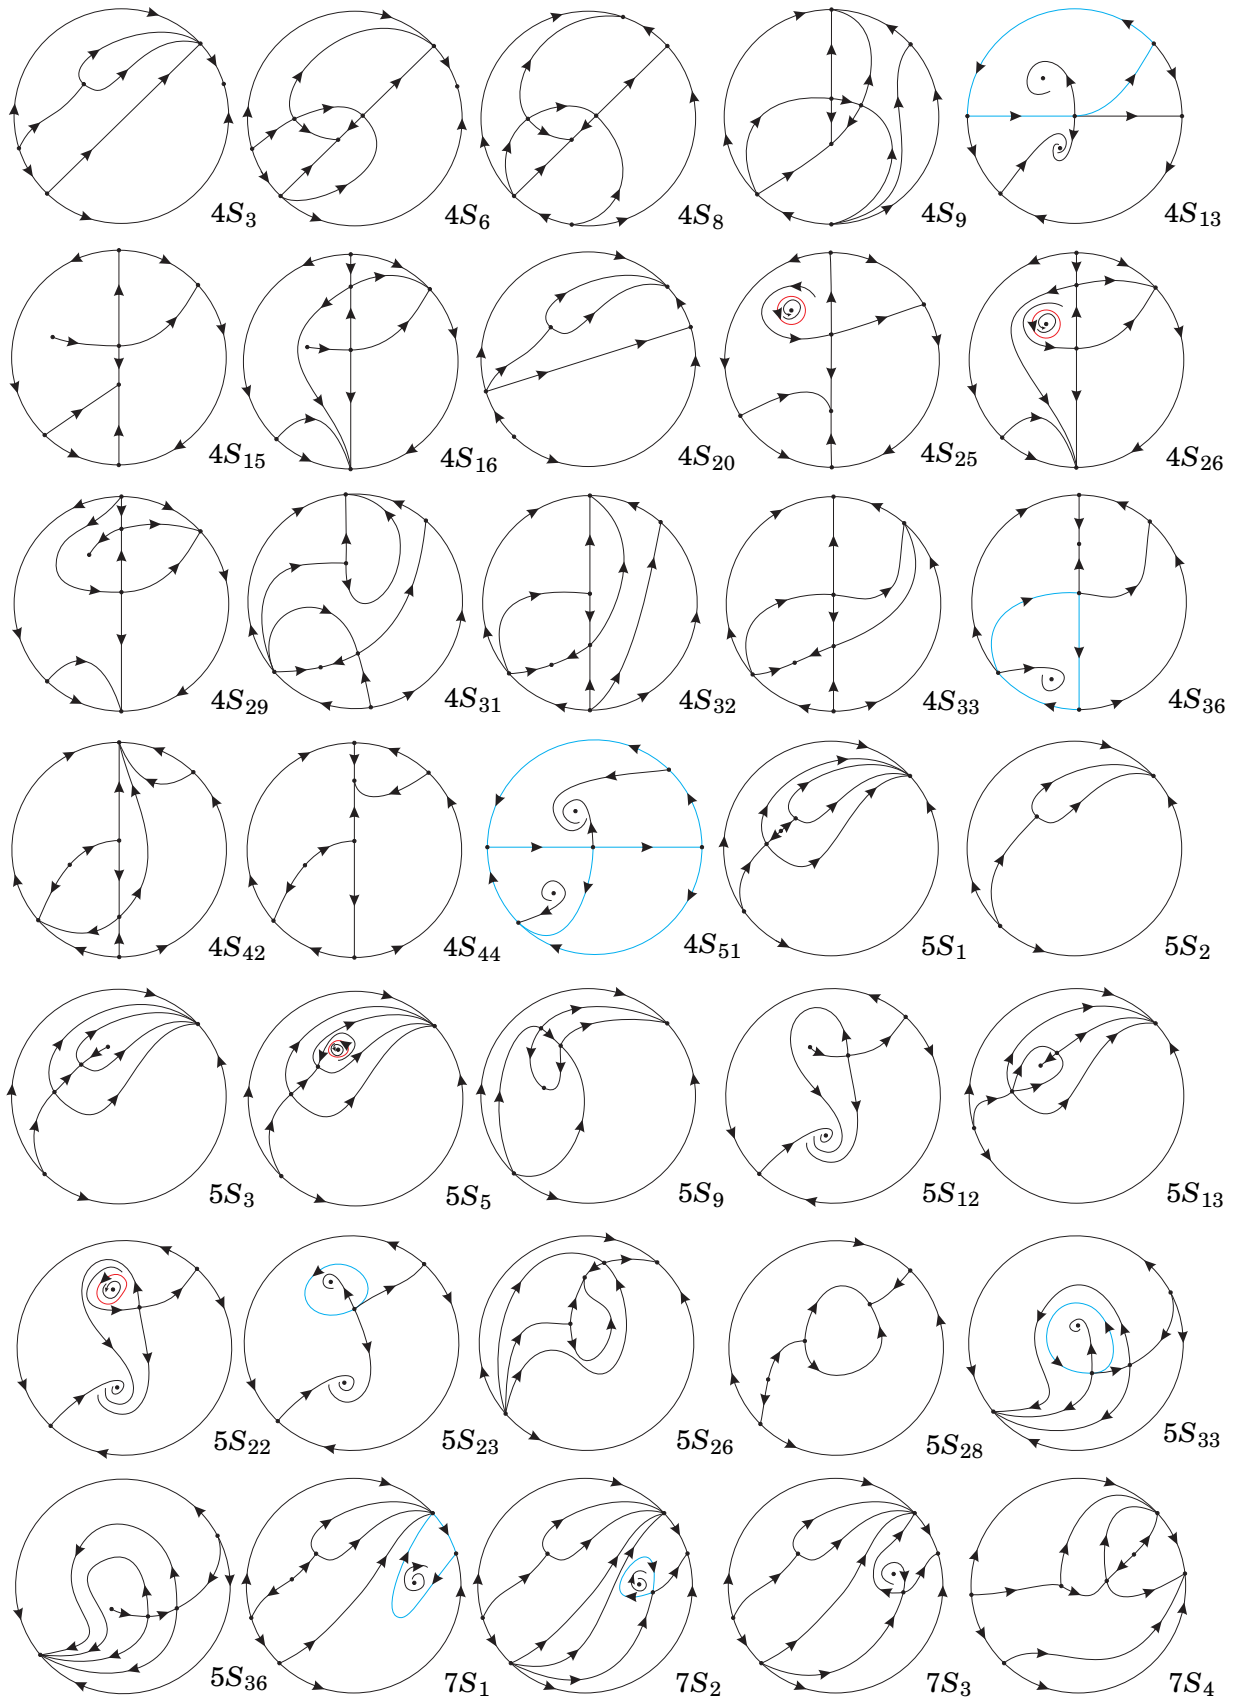 4S₃ 4S₆ 4S₈ 4S₉ 4S₁₃
4S₁₅ 4S₁₆ 4S₂₀ 4S₂₅ 4S₂₆
4S₂₉ 4S₃₁ 4S₃₂ 4S₃₃ 4S₃₆
4S₄₂ 4S₄₄ 4S₅₁ 5S₁ 5S₂
5S₃ 5S₅ 5S₉ 5S₁₂ 5S₁₃
5S₂₂ 5S₂₃ 5S₂₆ 5S₂₈ 5S₃₃
5S₃₆ 7S₁ 7S₂ 7S₃ 7S₄